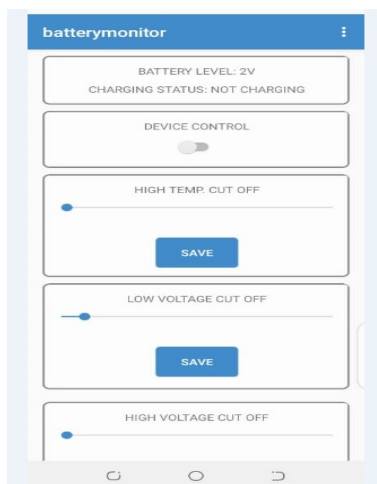 batterymonitor
BATTERY LEVEL: 2V
CHARGING STATUS: NOT CHARGING
DEVICE CONTROL
HIGH TEMP. CUT OFF
SAVE
LOW VOLTAGE CUT OFF
SAVE
HIGH VOLTAGE CUT OFF